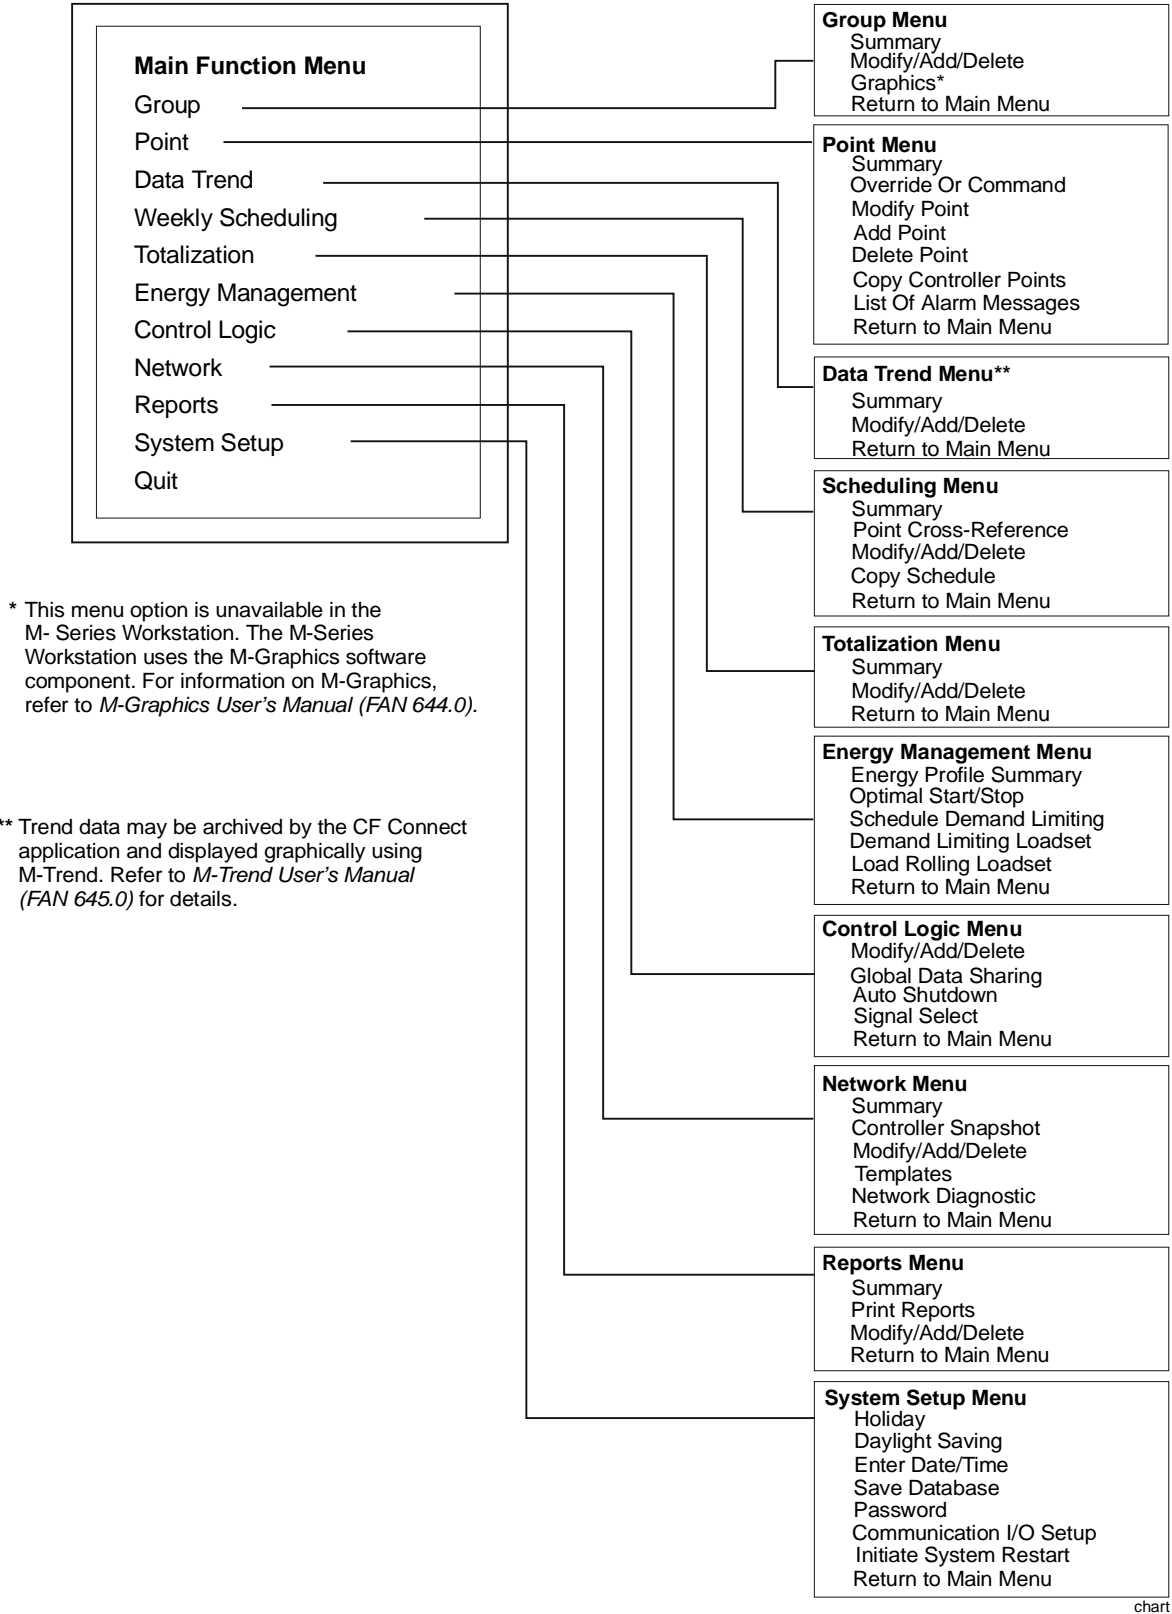 Main Function Menu
Group
Point
Data Trend
Weekly Scheduling
Totalization
Energy Management
Control Logic
Network
Reports
System Setup
Quit
* This menu option is unavailable in the
M- Series Workstation. The M-Series
Workstation uses the M-Graphics software
component. For information on M-Graphics,
refer to M-Graphics User's Manual (FAN 644.0).
** Trend data may be archived by the CF Connect
application and displayed graphically using
M-Trend. Refer to M-Trend User's Manual
(FAN 645.0) for details.
Group Menu
Summary
Modify/Add/Delete
Graphics*
Return to Main Menu
Point Menu
Summary
Override Or Command
Modify Point
Add Point
Delete Point
Copy Controller Points
List Of Alarm Messages
Return to Main Menu
Data Trend Menu**
Summary
Modify/Add/Delete
Return to Main Menu
Scheduling Menu
Summary
Point Cross-Reference
Modify/Add/Delete
Copy Schedule
Return to Main Menu
Totalization Menu
Summary
Modify/Add/Delete
Return to Main Menu
Energy Management Menu
Energy Profile Summary
Optimal Start/Stop
Schedule Demand Limiting
Demand Limiting Loadset
Load Rolling Loadset
Return to Main Menu
Control Logic Menu
Modify/Add/Delete
Global Data Sharing
Auto Shutdown
Signal Select
Return to Main Menu
Network Menu
Summary
Controller Snapshot
Modify/Add/Delete
Templates
Network Diagnostic
Return to Main Menu
Reports Menu
Summary
Print Reports
Modify/Add/Delete
Return to Main Menu
System Setup Menu
Holiday
Daylight Saving
Enter Date/Time
Save Database
Password
Communication I/O Setup
Initiate System Restart
Return to Main Menu
chart